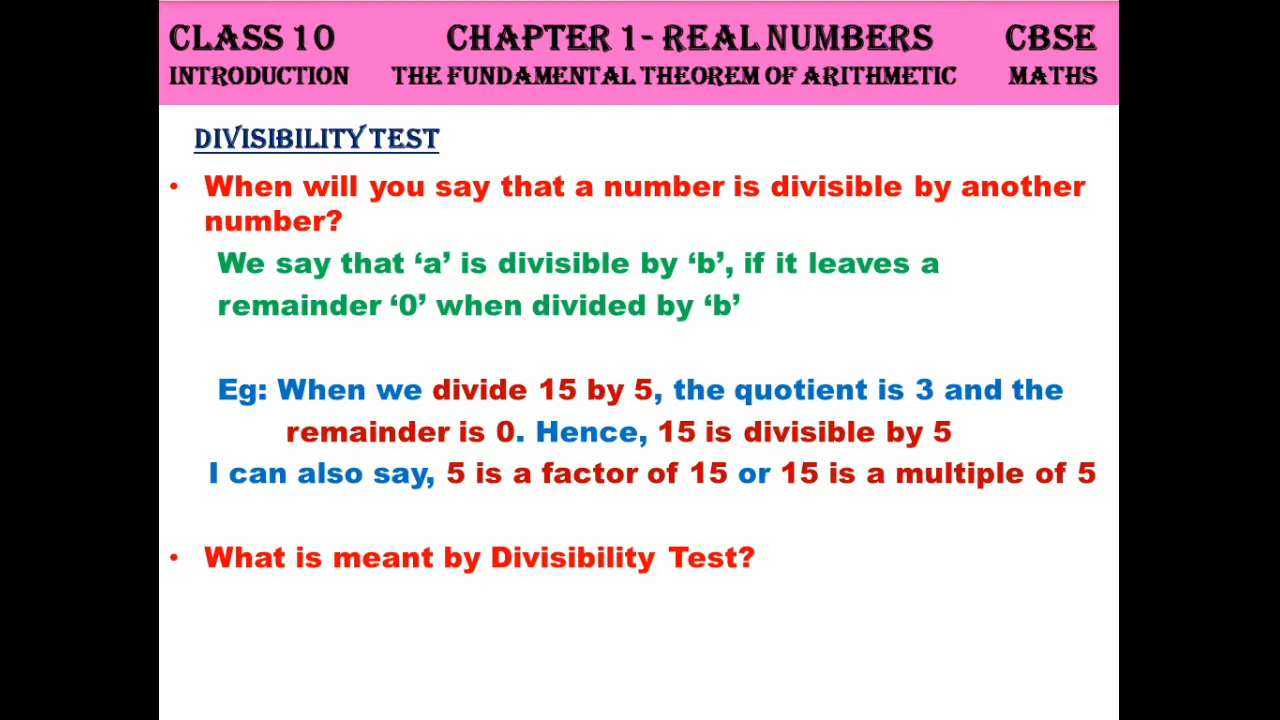 CLASS 10 CHAPTER 1- REAL NUMBERS CBSE
INTRODUCTION THE FUNDAMENTAL THEOREM OF ARITHMETIC MATHS
DIVISIBILITY TEST
• When will you say that a number is divisible by another
number?
We say that ‘a’ is divisible by ‘b’, if it leaves a
remainder ‘0’ when divided by ‘b’
Eg: When we divide 15 by 5, the quotient is 3 and the
remainder is 0. Hence, 15 is divisible by 5
I can also say, 5 is a factor of 15 or 15 is a multiple of 5
• What is meant by Divisibility Test?